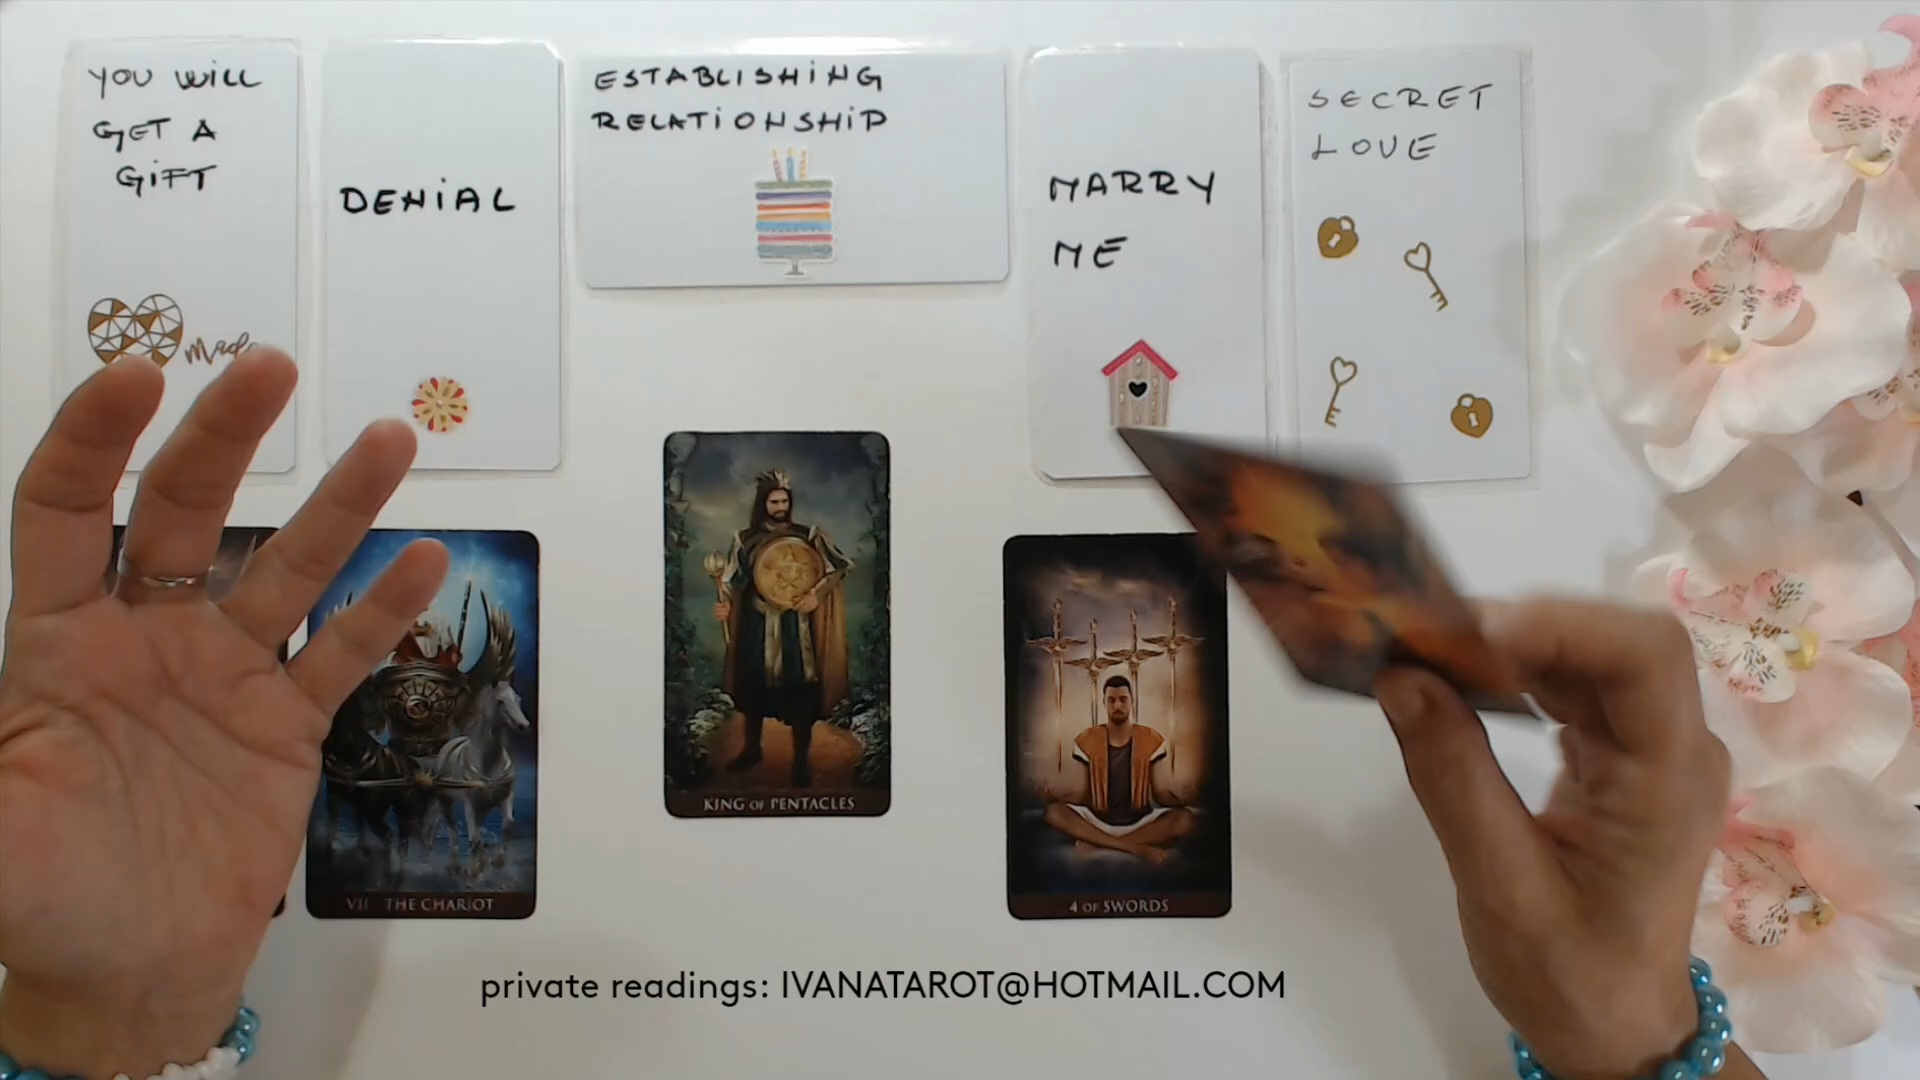 YOU WILL
GET A
GIFT
DENIAL
ESTABLISHING
RELATIONSHIP
MARRY
ME
SECRET
LOVE
VII THE CHARIOT
KING OF PENTACLES
4 OF SWORDS
private readings: IVANATAROT@HOTMAIL.COM